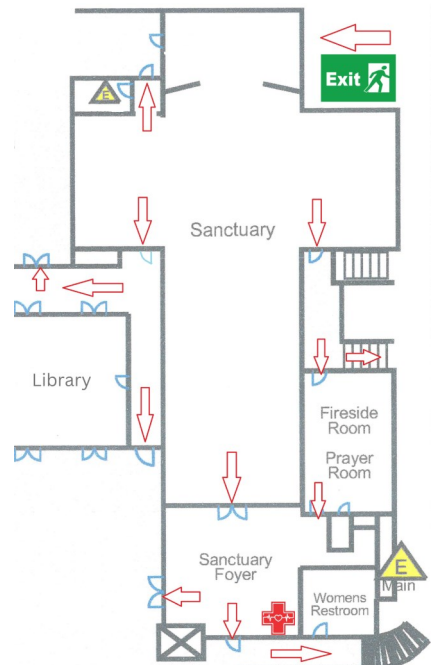 Exit
E
Sanctuary
Library
Fireside
Room
Prayer
Room
Sanctuary
Foyer
E
Main
Womens
Restroom